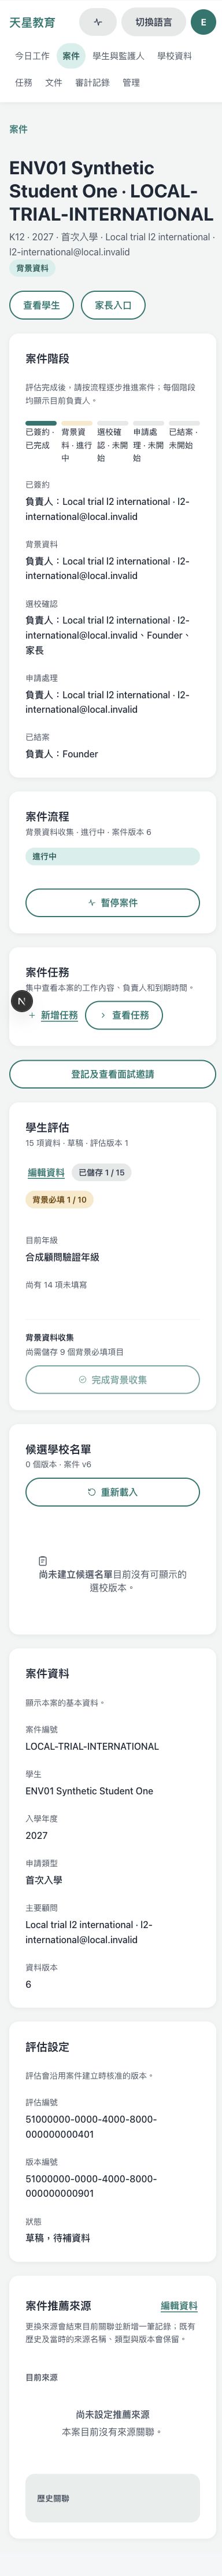 天星教育
切換語言
E
今日工作
案件
學生與監護人
學校資料
任務
文件
審計記錄
管理
案件
ENV01 Synthetic
Student One · LOCAL-
TRIAL-INTERNATIONAL
K12 · 2027 · 首次入學 · Local trial l2 international ·
l2-international@local.invalid
背景資料
查看學生
家長入口
案件階段
評估完成後，請按流程逐步推進案件；每個階段
均顯示目前負責人。
已簽約 ·
已完成
背景資
料 · 進行
中
選校確
認 · 未開
始
申請處
理 · 未開
始
已結案 ·
未開始
已簽約
負責人：Local trial l2 international · l2-
international@local.invalid
背景資料
負責人：Local trial l2 international · l2-
international@local.invalid
選校確認
負責人：Local trial l2 international · l2-
international@local.invalid、Founder、
家長
申請處理
負責人：Local trial l2 international · l2-
international@local.invalid
已結案
負責人：Founder
案件流程
背景資料收集 · 進行中 · 案件版本 6
進行中
暫停案件
案件任務
集中查看本案的工作內容、負責人和到期時間。
N
新增任務
查看任務
登記及查看面試邀請
學生評估
15 項資料 · 草稿 · 評估版本 1
編輯資料
已儲存 1 / 15
背景必填 1 / 10
目前年級
合成顧問驗證年級
尚有 14 項未填寫
背景資料收集
尚需儲存 9 個背景必填項目
完成背景收集
候選學校名單
0 個版本 · 案件 v6
重新載入
尚未建立候選名單目前沒有可顯示的
選校版本。
案件資料
顯示本案的基本資料。
案件編號
LOCAL-TRIAL-INTERNATIONAL
學生
ENV01 Synthetic Student One
入學年度
2027
申請類型
首次入學
主要顧問
Local trial l2 international · l2-
international@local.invalid
資料版本
6
評估設定
評估會沿用案件建立時核准的版本。
評估編號
51000000-0000-4000-8000-
000000000401
版本編號
51000000-0000-4000-8000-
000000000901
狀態
草稿，待補資料
案件推薦來源
編輯資料
更換來源會結束目前關聯並新增一筆記錄；既有
歷史及當時的來源名稱、類型與版本會保留。
目前來源
尚未設定推薦來源
本案目前沒有來源關聯。
歷史關聯